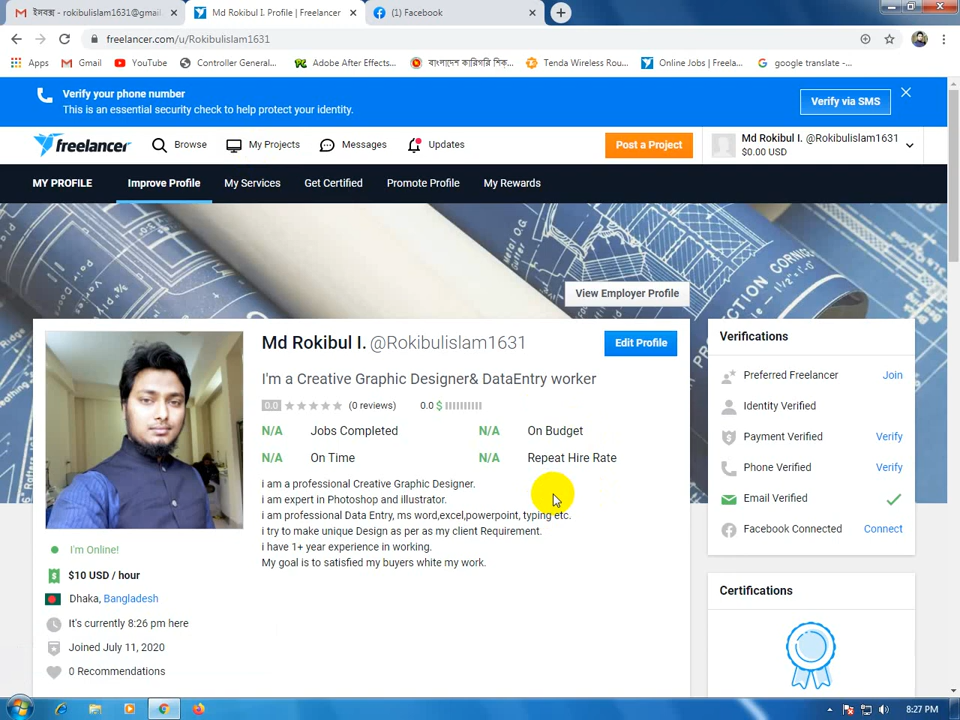 ইনবক্স - rokibulislam1631@gmai
Md Rokibul I. Profile | Freelancer
(1) Facebook
freelancer.com/u/Rokibulislam1631
Apps
Gmail
YouTube
Controller General...
Adobe After Effects...
বাংলাদেশ কারিগরি শিক...
Tenda Wireless Rou...
Online Jobs | Freela...
google translate -...
Verify your phone number
This is an essential security check to help protect your identity.
Verify via SMS
freelancer
Browse
My Projects
Messages
Updates
Post a Project
Md Rokibul I. @Rokibulislam1631
$0.00 USD
MY PROFILE
Improve Profile
My Services
Get Certified
Promote Profile
My Rewards
View Employer Profile
Md Rokibul I. @Rokibulislam1631
Edit Profile
I'm a Creative Graphic Designer& DataEntry worker
0.0 (0 reviews) 0.0 $
N/A Jobs Completed N/A On Budget
N/A On Time N/A Repeat Hire Rate
i am a professional Creative Graphic Designer.
i am expert in Photoshop and illustrator.
i am professional Data Entry, ms word,excel,powerpoint, typing etc.
i try to make unique Design as per as my client Requirement.
i have 1+ year experience in working.
My goal is to satisfied my buyers white my work.
I'm Online!
$10 USD / hour
Dhaka, Bangladesh
It's currently 8:26 pm here
Joined July 11, 2020
0 Recommendations
Verifications
Preferred Freelancer Join
Identity Verified
Payment Verified Verify
Phone Verified Verify
Email Verified
Facebook Connected Connect
Certifications
8:27 PM